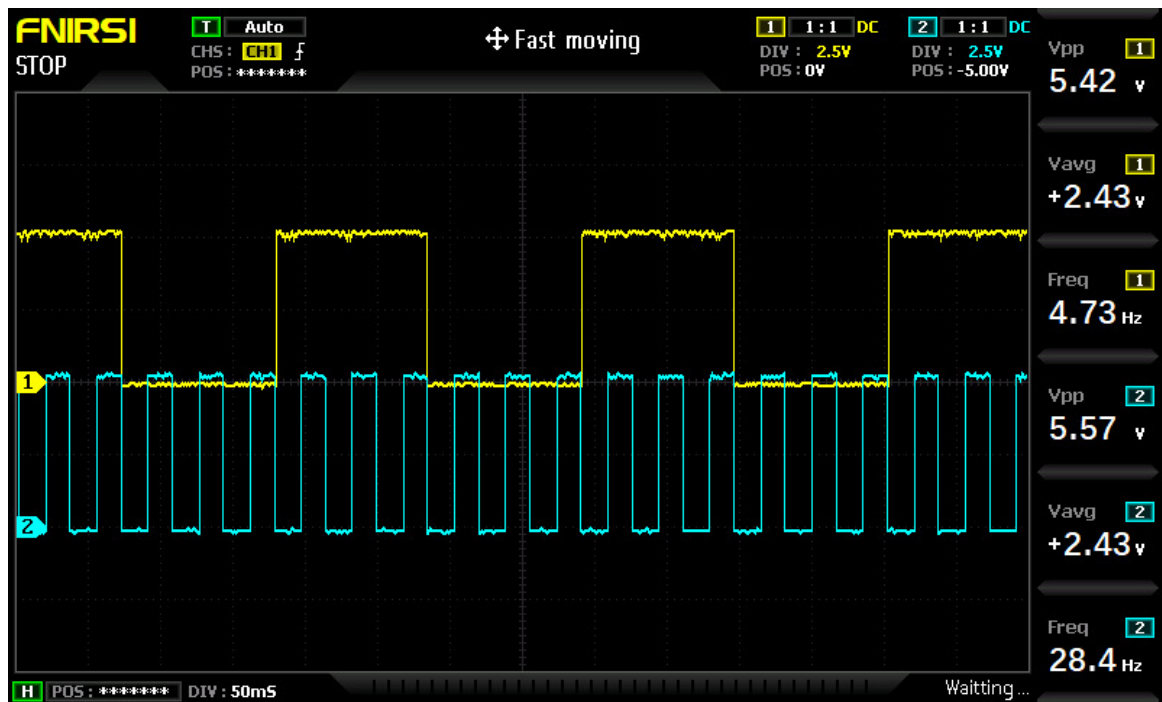 FNIRSI
STOP
T Auto
CHS: CH1
POS:*******
Fast moving
1 1:1 DC
DIV: 2.5V
POS:0V
2 1:1 DC
DIV: 2.5V
POS:-5.00V
Vpp 1
5.42 V
Vavg 1
+2.43 V
Freq 1
4.73 Hz
Vpp 2
5.57 V
Vavg 2
+2.43 V
Freq 2
28.4 Hz
1
2
H POS:******* DIV:50mS
Waitting...